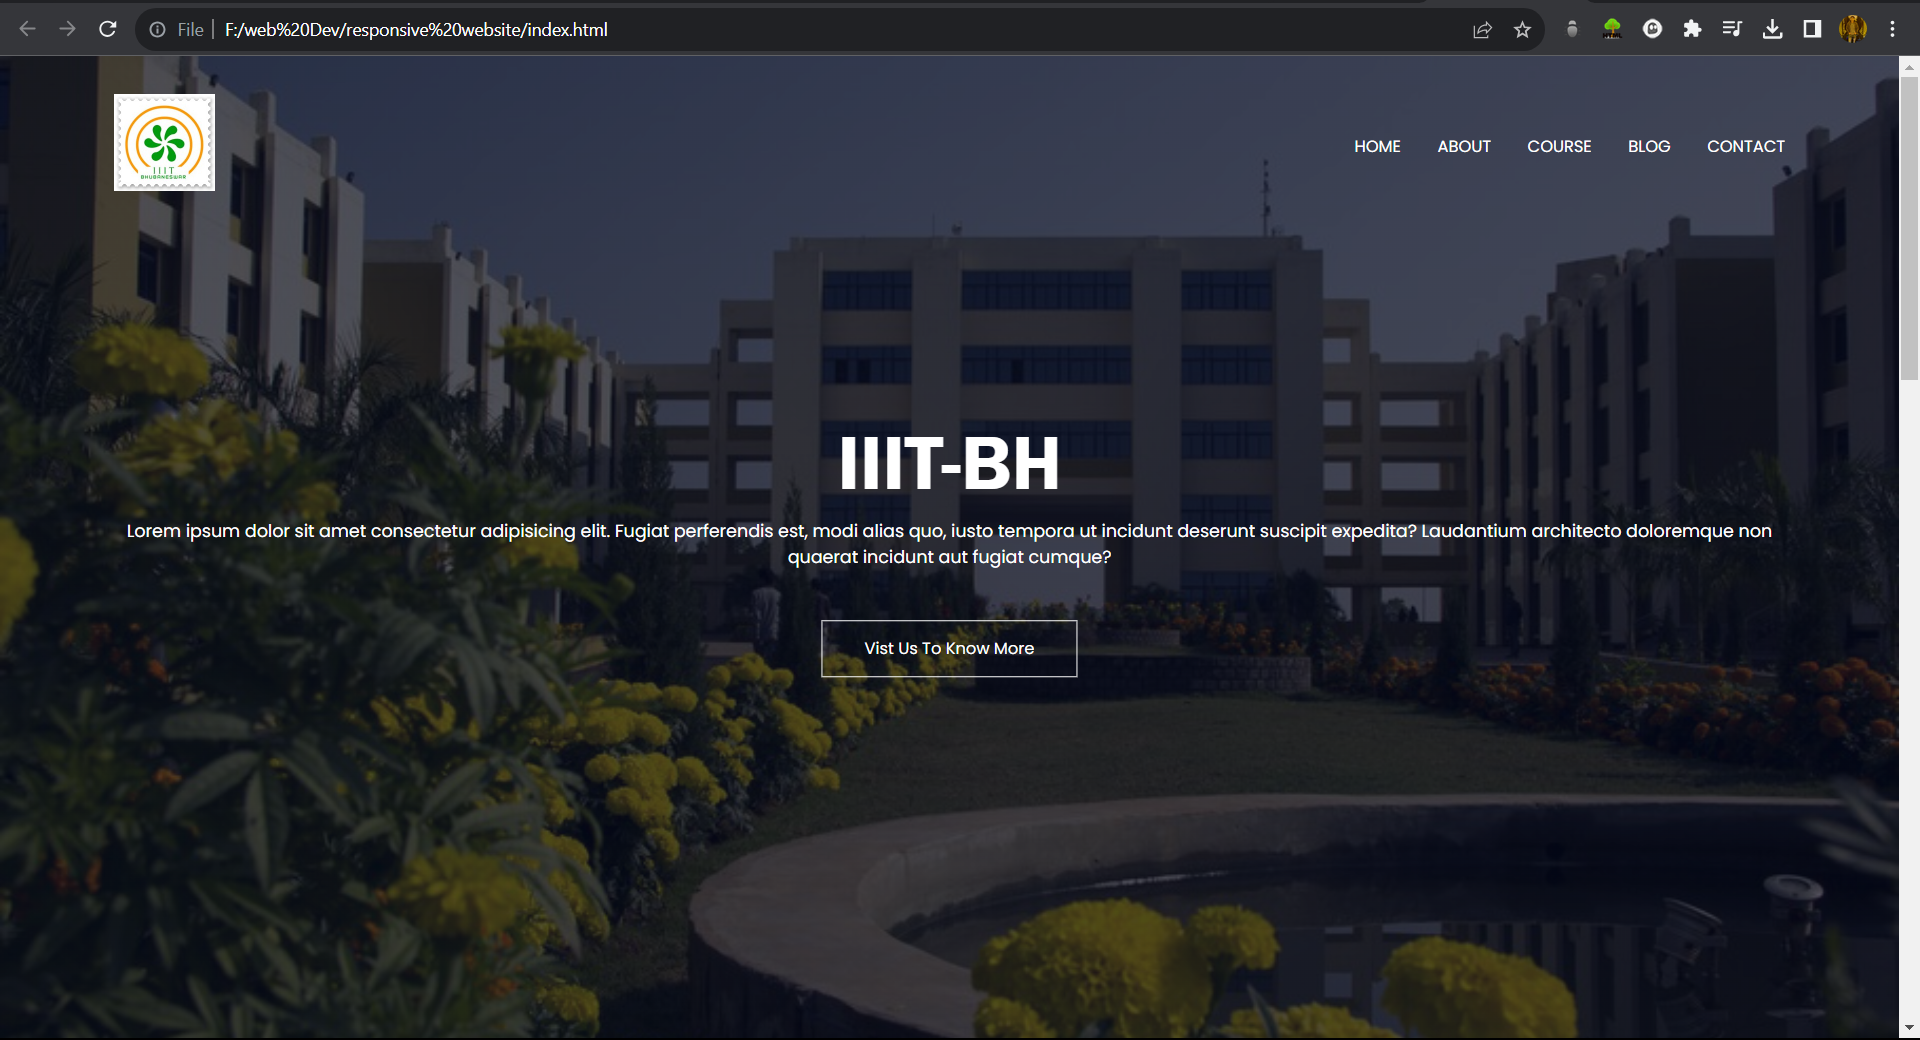 File | F:/web%20Dev/responsive%20website/index.html
IIIT
BHUBANESWAR
HOME ABOUT COURSE BLOG CONTACT
IIIT-BH
Lorem ipsum dolor sit amet consectetur adipisicing elit. Fugiat perferendis est, modi alias quo, iusto tempora ut incidunt deserunt suscipit expedita? Laudantium architecto doloremque non
quaerat incidunt aut fugiat cumque?
Vist Us To Know More